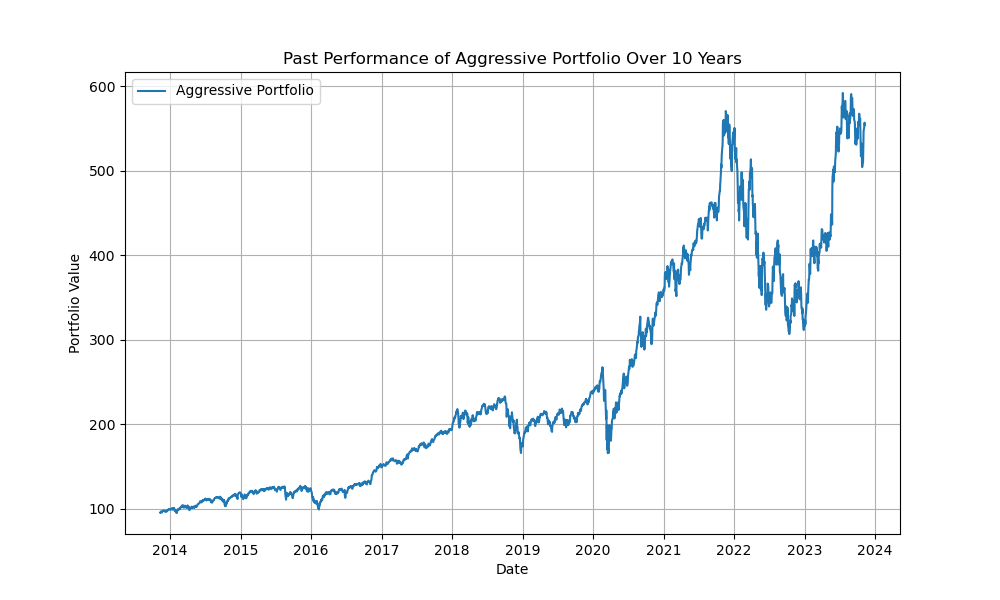 Past Performance of Aggressive Portfolio Over 10 Years
Aggressive Portfolio
600
500
400
300
200
100
Portfolio Value
2014 2015 2016 2017 2018 2019 2020 2021 2022 2023 2024
Date